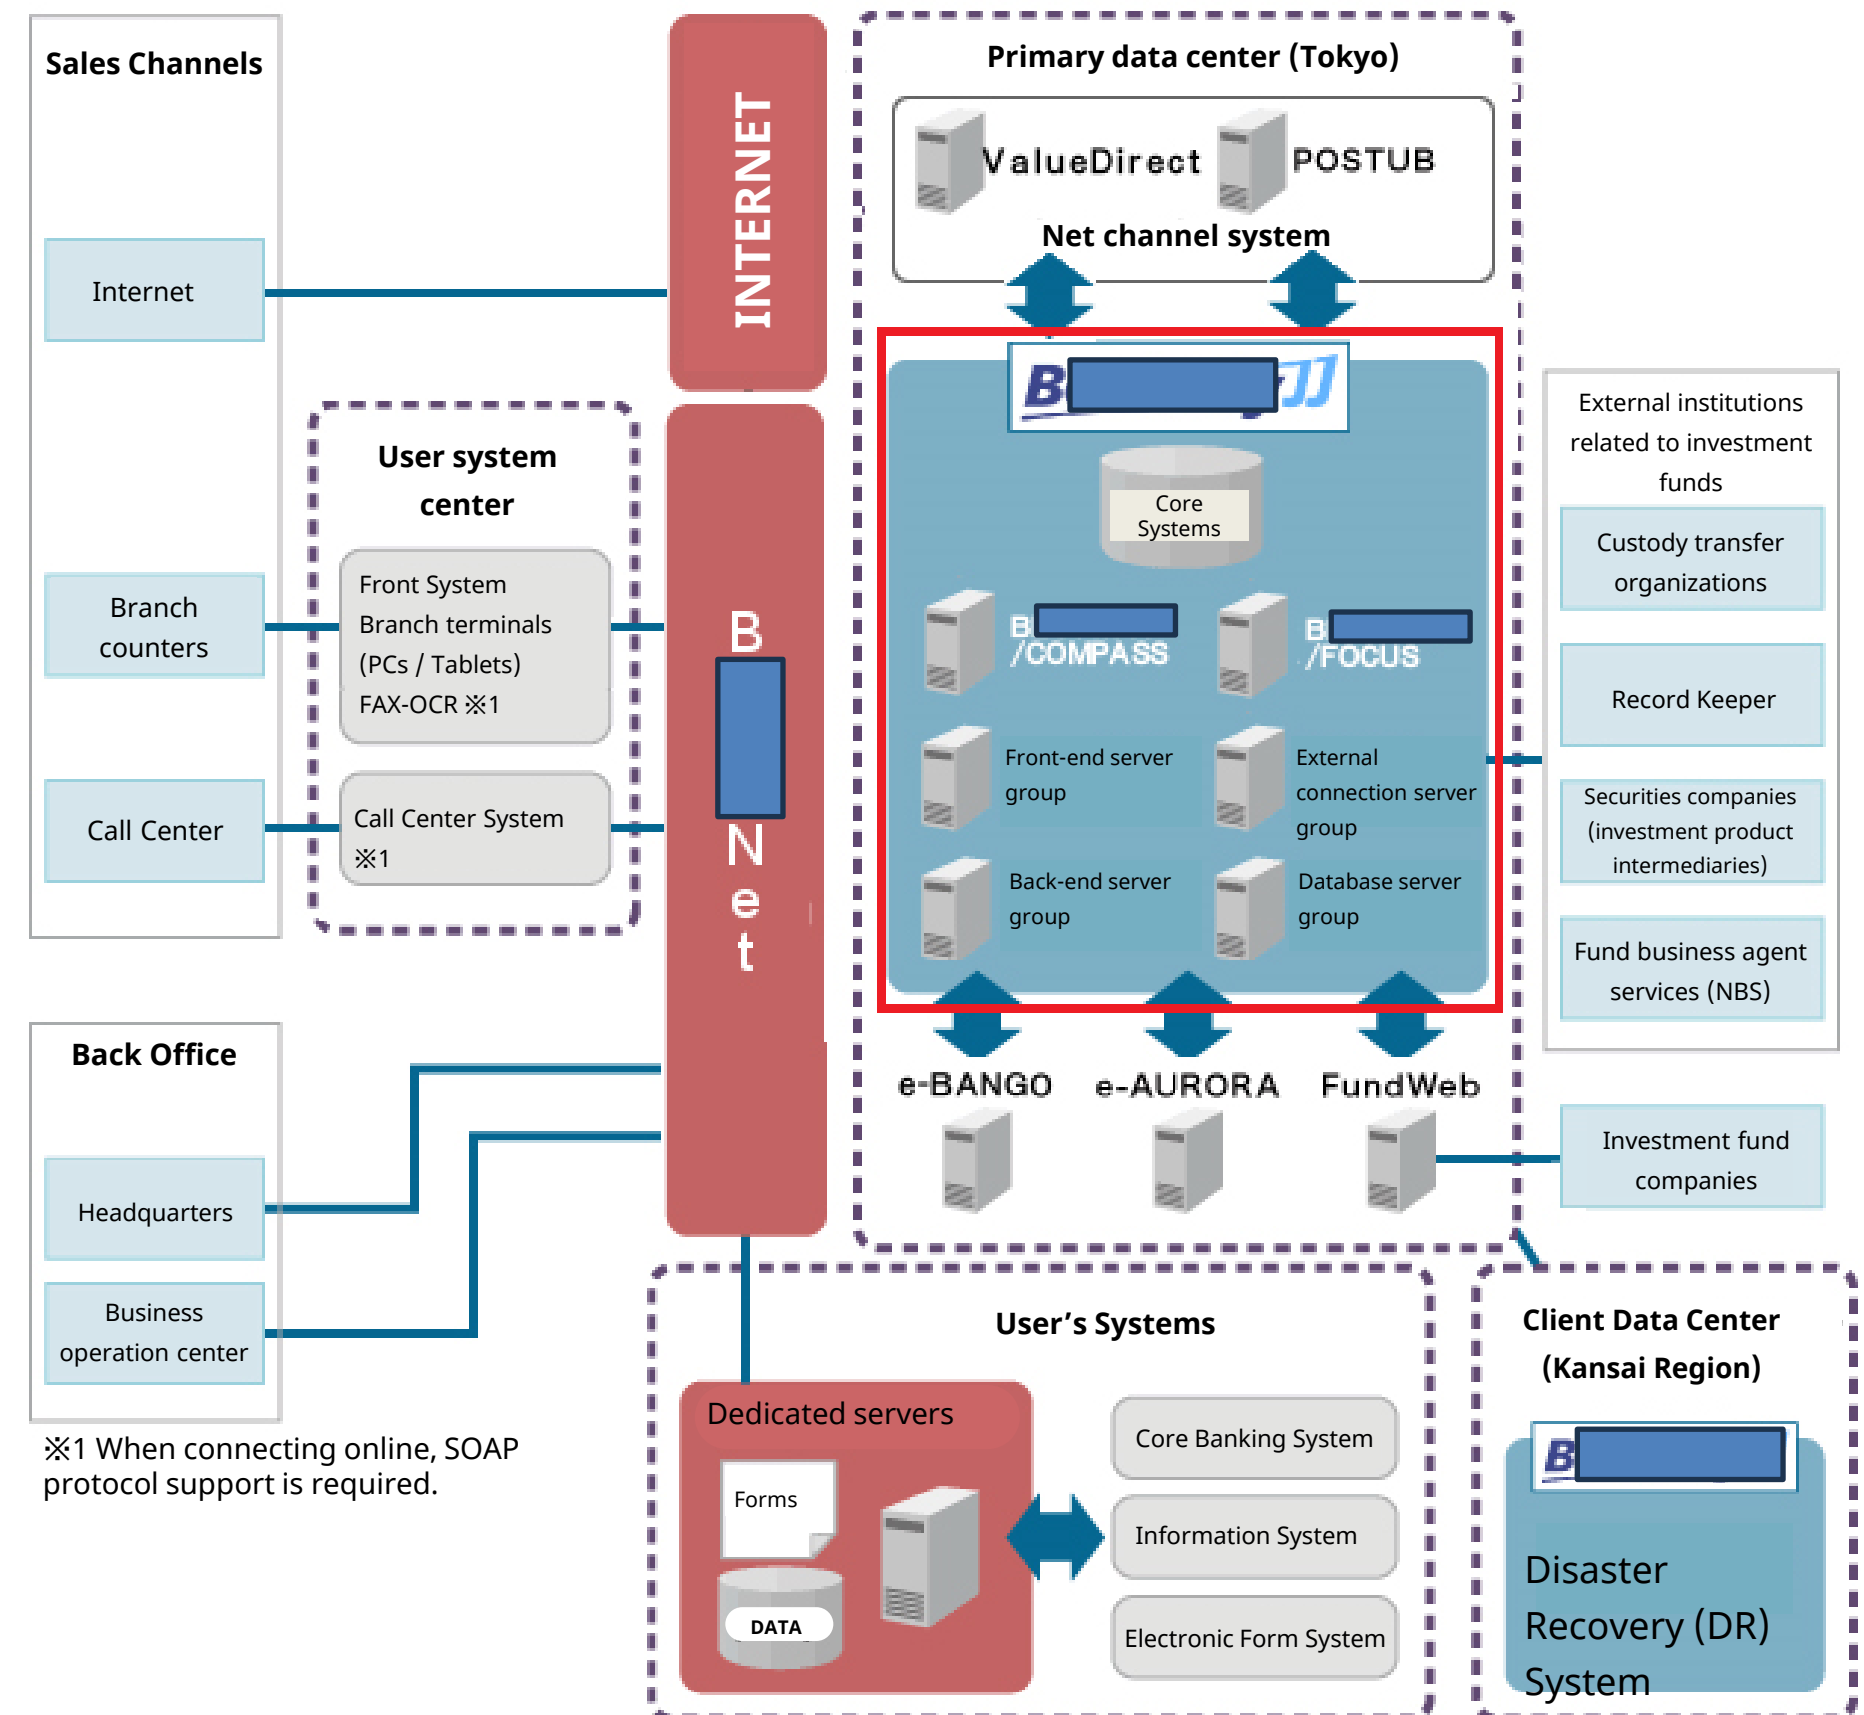 Sales Channels
Internet
Branch
counters
Call Center
User system
center
Front System
Branch terminals
(PCs / Tablets)
FAX-OCR ※1
Call Center System
※1
Back Office
Headquarters
Business
operation center
※1 When connecting online, SOAP
protocol support is required.
INTERNET
B
N
e
t
Primary data center (Tokyo)
ValueDirect
POSTUB
Net channel system
Core
Systems
B
/COMPASS
B
/FOCUS
Front-end server
group
External
connection server
group
Back-end server
group
Database server
group
e-BANGO
e-AURORA
FundWeb
External institutions
related to investment
funds
Custody transfer
organizations
Record Keeper
Securities companies
(investment product
intermediaries)
Fund business agent
services (NBS)
Investment fund
companies
User’s Systems
Dedicated servers
Forms
DATA
Core Banking System
Information System
Electronic Form System
Client Data Center
(Kansai Region)
B
Disaster
Recovery (DR)
System